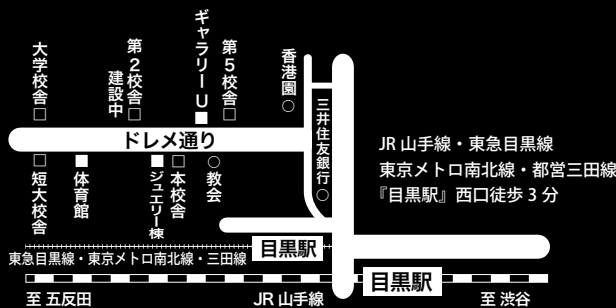 大学校舎□
第2校舎□
建設中
ギャラリーU■
第5校舎□
香港園○
ドレメ通り
三井住友銀行○
□短大校舎
■体育館
■ジュエリー棟
□本校舎
○教会
JR山手線・東急目黒線
東京メトロ南北線・都営三田線
『目黒駅』西口徒歩3分
目黒駅
東急目黒線・東京メトロ南北線・三田線
目黒駅
至 五反田
JR山手線
至 渋谷